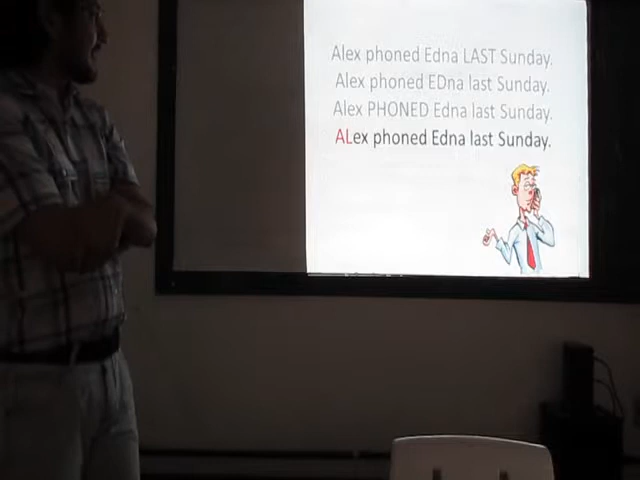 Alex phoned Edna LAST Sunday.
Alex phoned EDna last Sunday.
Alex PHONED Edna last Sunday.
ALex phoned Edna last Sunday.